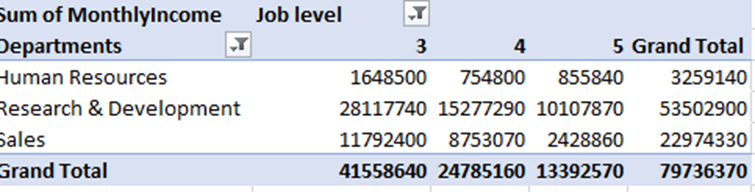 Sum of MonthlyIncome Job level
Departments 3 4 5 Grand Total
Human Resources 1648500 754800 855840 3259140
Research & Development 28117740 15277290 10107870 53502900
Sales 11792400 8753070 2428860 22974330
Grand Total 41558640 24785160 13392570 79736370